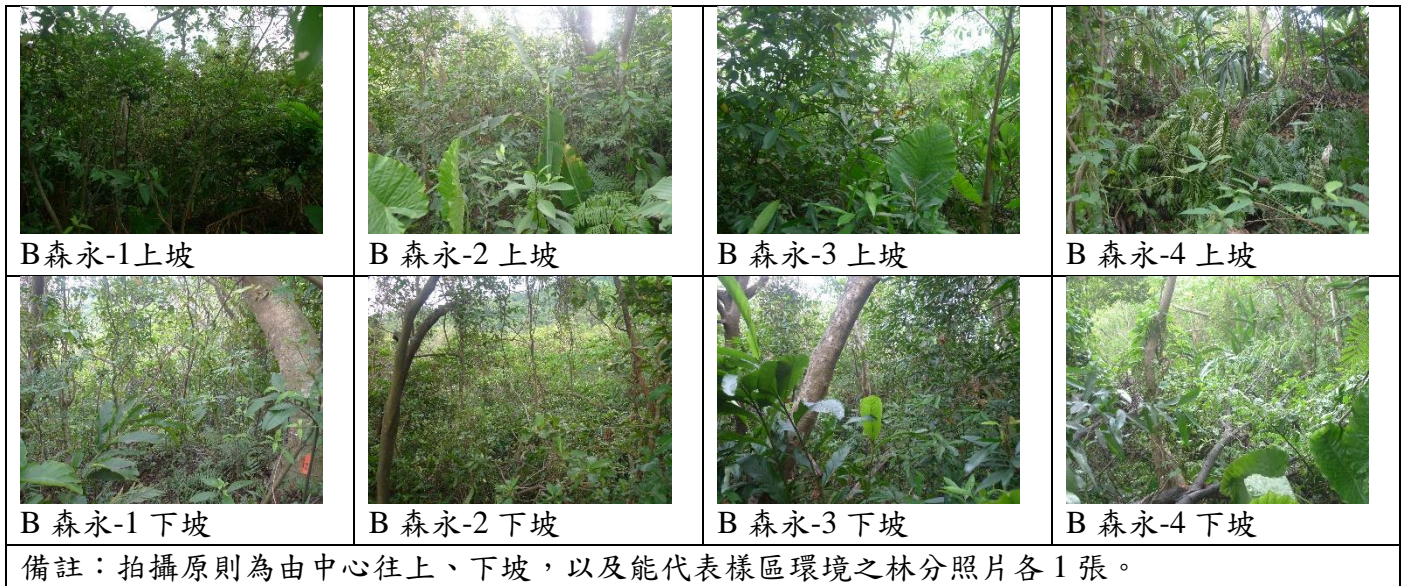 B森永-1上坡
B 森永-2 上坡
B 森永-3 上坡
B 森永-4 上坡
B 森永-1 下坡
B 森永-2 下坡
B 森永-3 下坡
B 森永-4 下坡
備註：拍攝原則為由中心往上、下坡，以及能代表樣區環境之林分照片各 1 張。